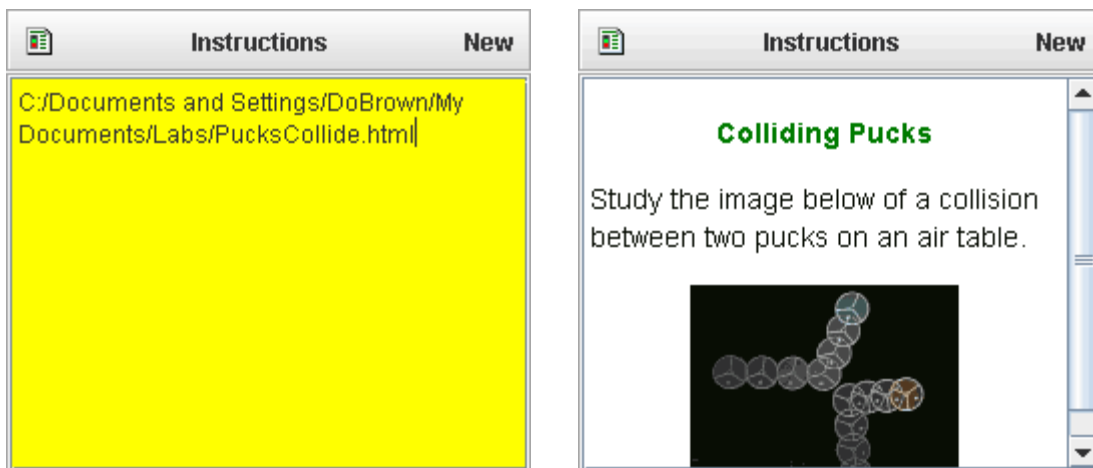 Instructions New
C:/Documents and Settings/DoBrown/My
Documents/Labs/PucksCollide.html
Instructions New
Colliding Pucks
Study the image below of a collision
between two pucks on an air table.